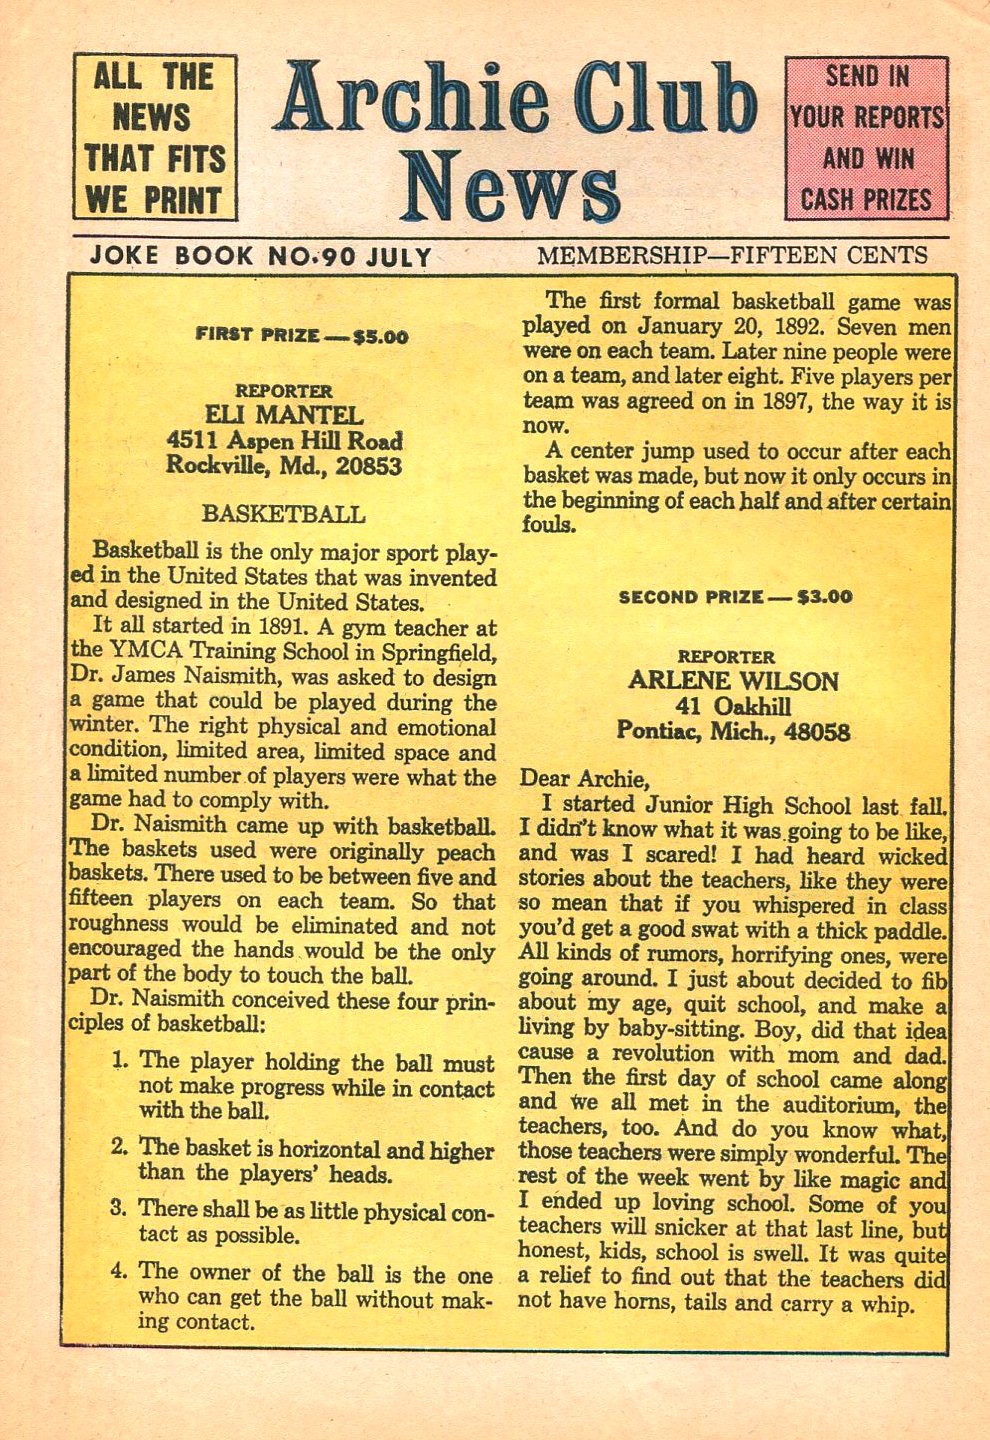 ALL THE
NEWS
THAT FITS
WE PRINT
Archie Club
News
SEND IN
YOUR REPORTS
AND WIN
CASH PRIZES
JOKE BOOK NO.90 JULY
MEMBERSHIP—FIFTEEN CENTS
FIRST PRIZE — $5.00
REPORTER
ELI MANTEL
4511 Aspen Hill Road
Rockville, Md., 20853
BASKETBALL
Basketball is the only major sport play-
ed in the United States that was invented
and designed in the United States.
It all started in 1891. A gym teacher at
the YMCA Training School in Springfield,
Dr. James Naismith, was asked to design
a game that could be played during the
winter. The right physical and emotional
condition, limited area, limited space and
a limited number of players were what the
game had to comply with.
Dr. Naismith came up with basketball.
The baskets used were originally peach
baskets. There used to be between five and
fifteen players on each team. So that
roughness would be eliminated and not
encouraged the hands would be the only
part of the body to touch the ball.
Dr. Naismith conceived these four prin-
ciples of basketball:
1. The player holding the ball must
not make progress while in contact
with the ball.
2. The basket is horizontal and higher
than the players' heads.
3. There shall be as little physical con-
tact as possible.
4. The owner of the ball is the one
who can get the ball without mak-
ing contact.
The first formal basketball game was
played on January 20, 1892. Seven men
were on each team. Later nine people were
on a team, and later eight. Five players per
team was agreed on in 1897, the way it is
now.
A center jump used to occur after each
basket was made, but now it only occurs in
the beginning of each half and after certain
fouls.
SECOND PRIZE — $3.00
REPORTER
ARLENE WILSON
41 Oakhill
Pontiac, Mich., 48058
Dear Archie,
I started Junior High School last fall.
I didn't know what it was going to be like,
and was I scared! I had heard wicked
stories about the teachers, like they were
so mean that if you whispered in class
you'd get a good swat with a thick paddle.
All kinds of rumors, horrifying ones, were
going around. I just about decided to fib
about my age, quit school, and make a
living by baby-sitting. Boy, did that idea
cause a revolution with mom and dad.
Then the first day of school came along
and we all met in the auditorium, the
teachers, too. And do you know what,
those teachers were simply wonderful. The
rest of the week went by like magic and
I ended up loving school. Some of you
teachers will snicker at that last line, but
honest, kids, school is swell. It was quite
a relief to find out that the teachers did
not have horns, tails and carry a whip.